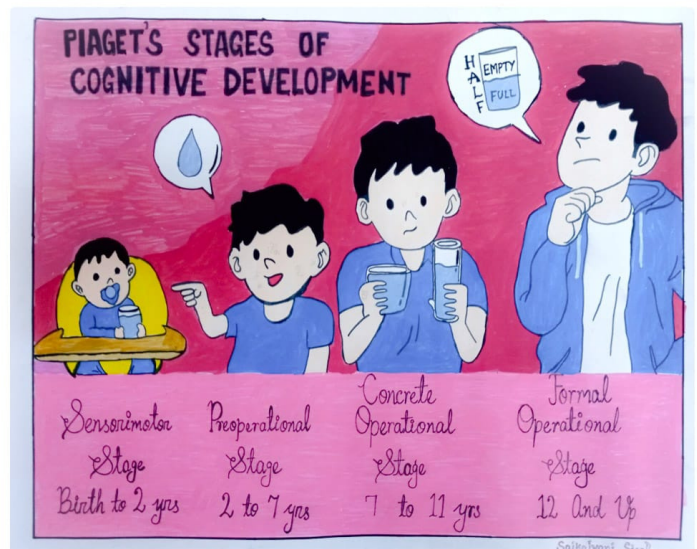 PIAGET'S STAGES OF
COGNITIVE DEVELOPMENT
HALF
EMPTY
FULL
Sensorimotor
Stage
Birth to 2 yrs
Preoperational
Stage
2 to 7 yrs
Concrete
Operational
Stage
7 to 11 yrs
Formal
Operational
Stage
12 And Up